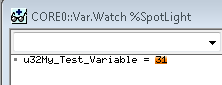 CORE0::Var.Watch %SpotLight
u32My_Test_Variable = 31